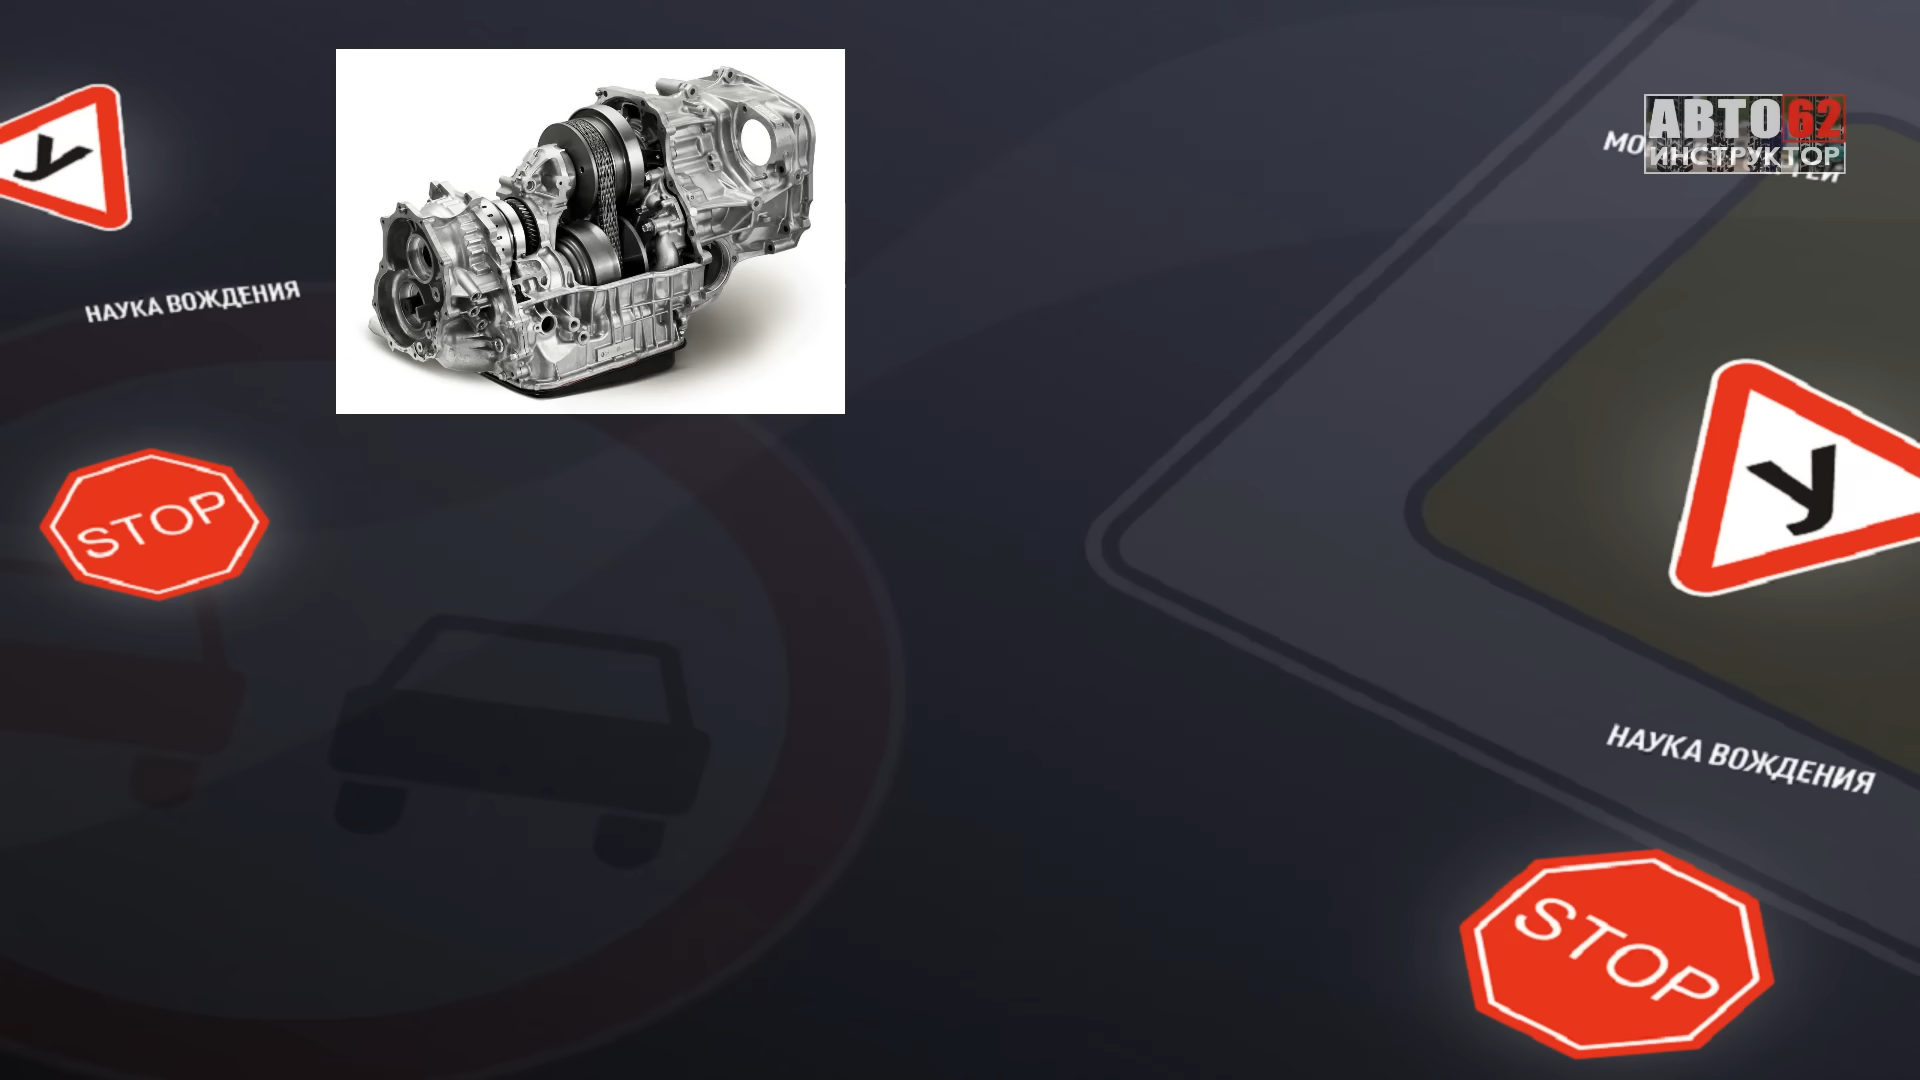 У
АВТО62
ИНСТРУКТОР
НАУКА ВОЖДЕНИЯ
STOP
У
НАУКА ВОЖДЕНИЯ
STOP